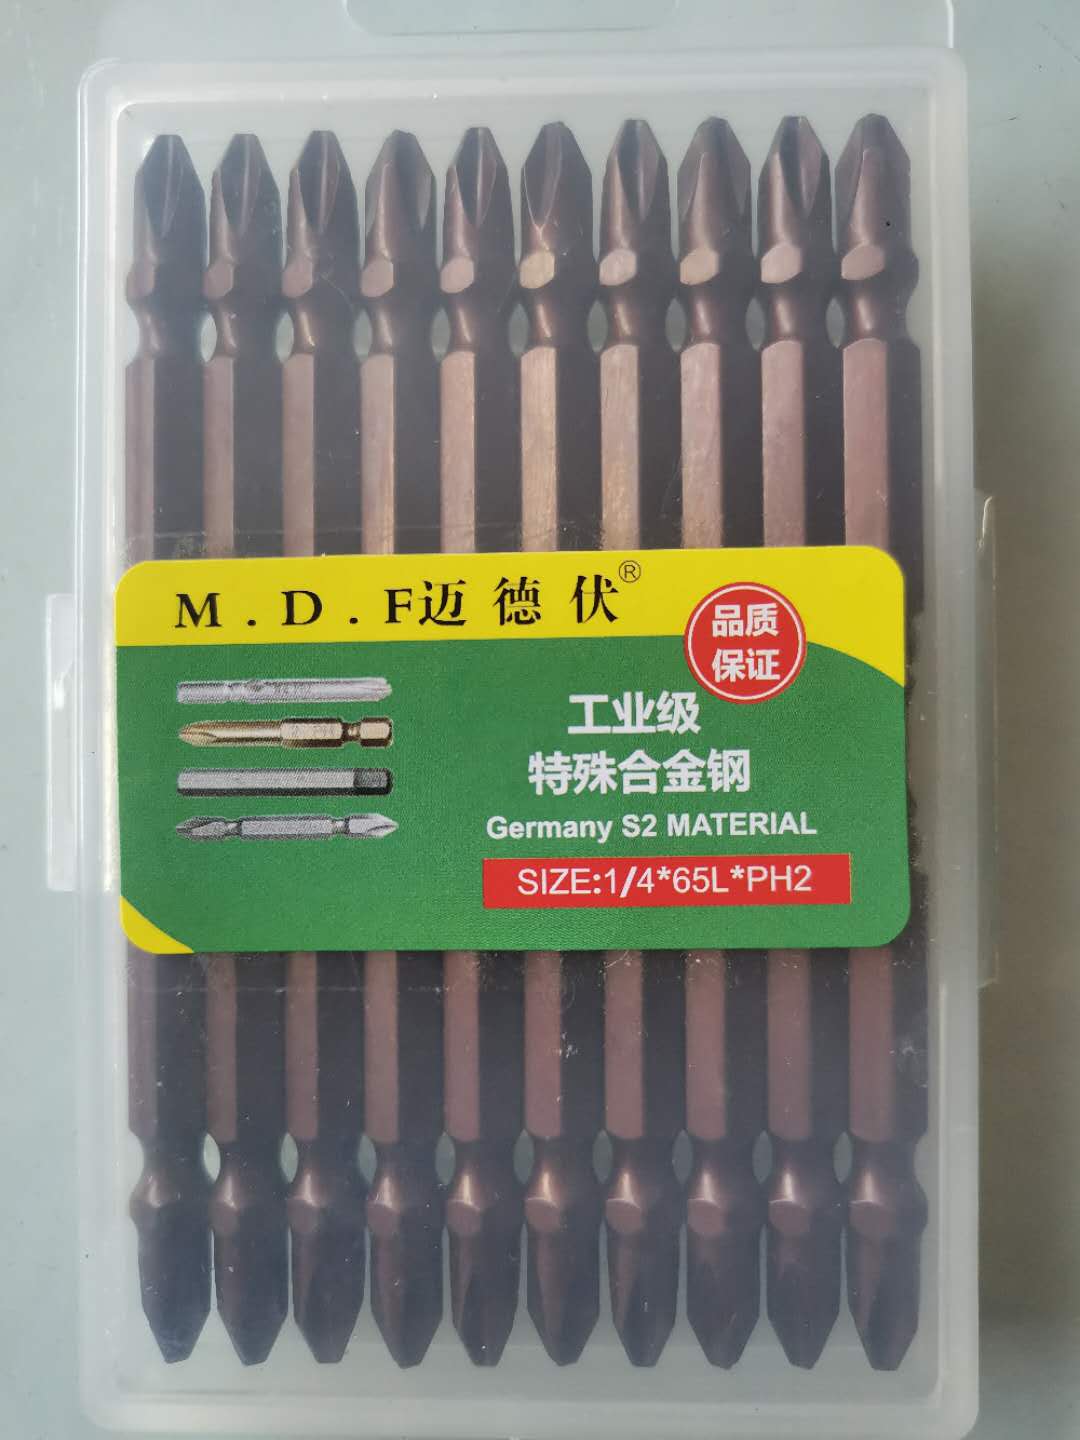 M.D.F迈德伏®
品质
保证
工业级
特殊合金钢
Germany S2 MATERIAL
SIZE:1/4*65L*PH2